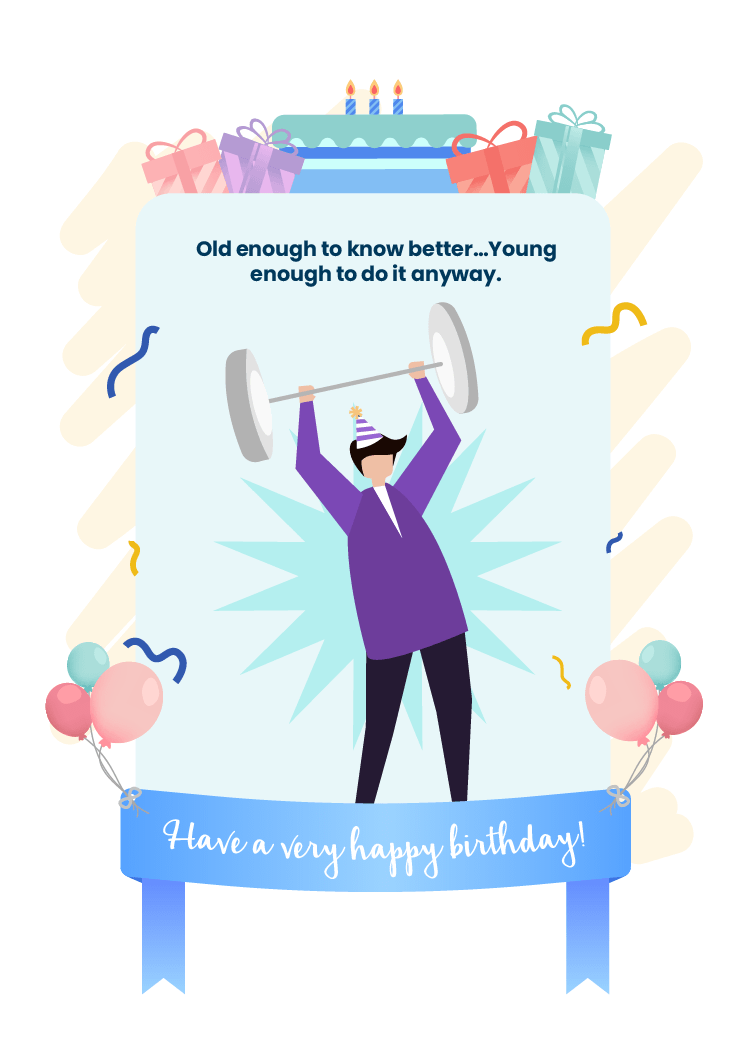 Old enough to know better...Young
enough to do it anyway.
Have a very happy birthday!